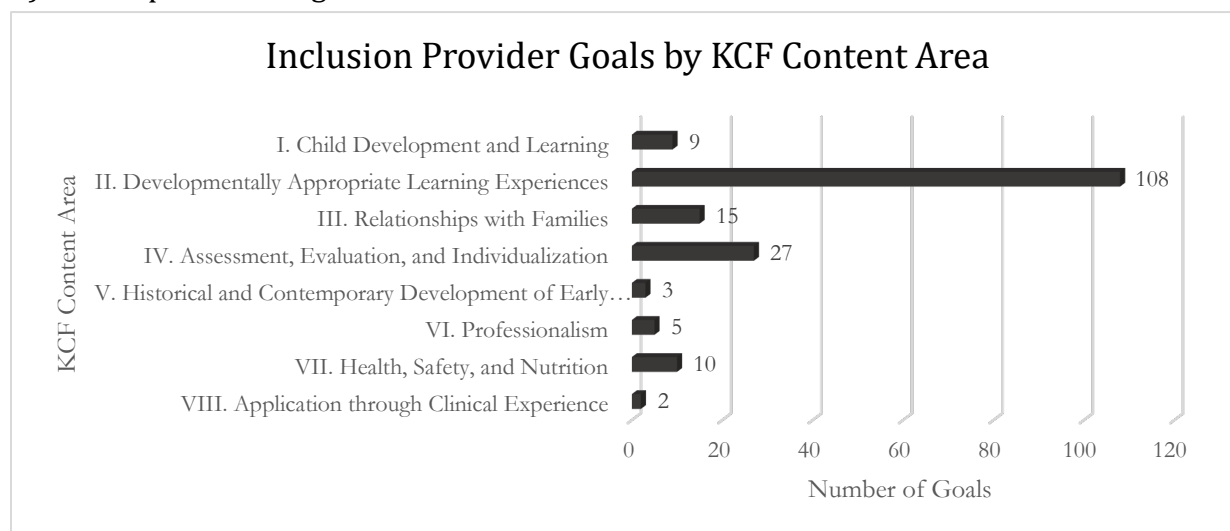 Inclusion Provider Goals by KCF Content Area
KCF Content Area
I. Child Development and Learning 9
II. Developmentally Appropriate Learning Experiences 108
III. Relationships with Families 15
IV. Assessment, Evaluation, and Individualization 27
V. Historical and Contemporary Development of Early… 3
VI. Professionalism 5
VII. Health, Safety, and Nutrition 10
VIII. Application through Clinical Experience 2
0 20 40 60 80 100 120
Number of Goals